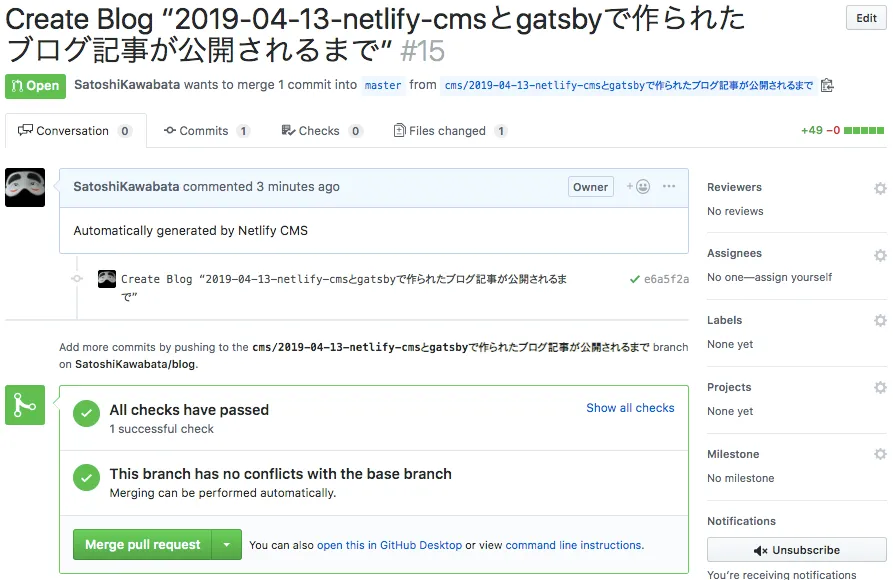 Create Blog “2019-04-13-netlify-cmsとgatsbyで作られた
ブログ記事が公開されるまで” #15
Edit
Open
SatoshiKawabata wants to merge 1 commit into master from cms/2019-04-13-netlify-cmsとgatsbyで作られたブログ記事が公開されるまで
Conversation 0
Commits 1
Checks 0
Files changed 1
+49 −0
SatoshiKawabata commented 3 minutes ago
Owner
Automatically generated by Netlify CMS
Create Blog “2019-04-13-netlify-cmsとgatsbyで作られたブログ記事が公開されるま
で”
e6a5f2a
Add more commits by pushing to the cms/2019-04-13-netlify-cmsとgatsbyで作られたブログ記事が公開されるまで branch
on SatoshiKawabata/blog.
All checks have passed
1 successful check
Show all checks
This branch has no conflicts with the base branch
Merging can be performed automatically.
Merge pull request
You can also open this in GitHub Desktop or view command line instructions.
Reviewers
No reviews
Assignees
No one—assign yourself
Labels
None yet
Projects
None yet
Milestone
No milestone
Notifications
Unsubscribe
You’re receiving notifications